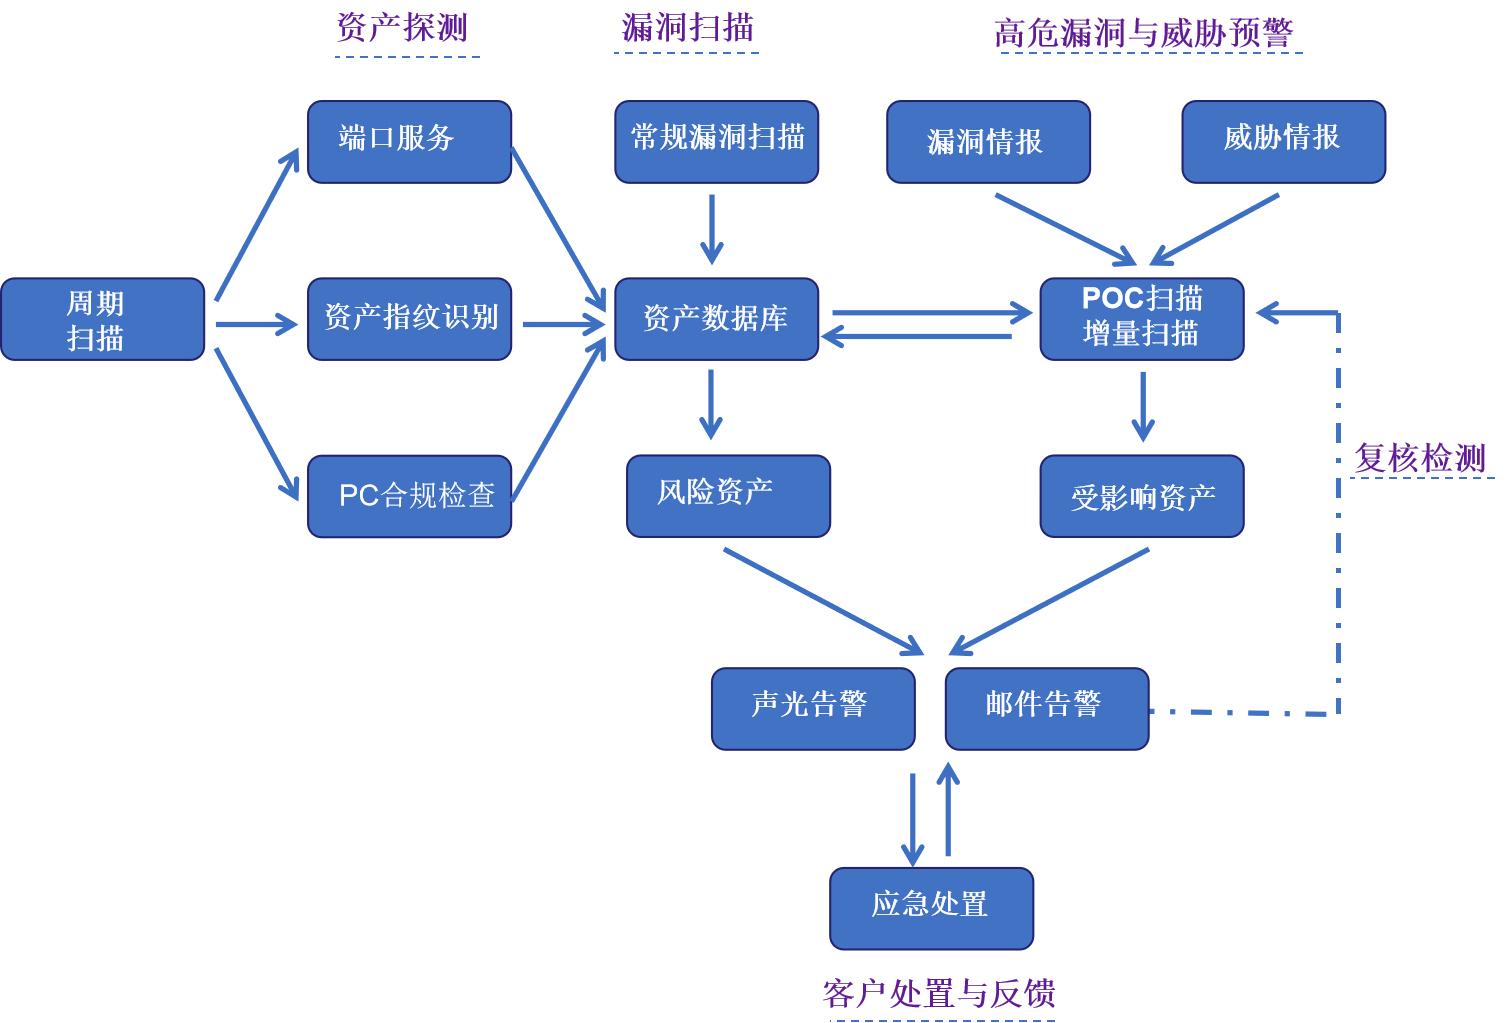 资产探测
漏洞扫描
高危漏洞与威胁预警
端口服务
常规漏洞扫描
漏洞情报
威胁情报
周期
扫描
资产指纹识别
资产数据库
POC扫描
增量扫描
复核检测
PC合规检查
风险资产
受影响资产
声光告警
邮件告警
应急处置
客户处置与反馈